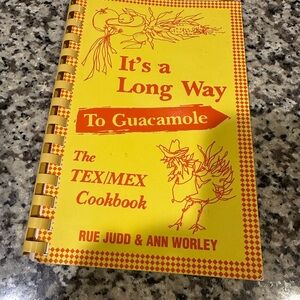 It's a
Long Way
To Guacamole
The
TEX/MEX
Cookbook
RUE JUDD & ANN WORLEY